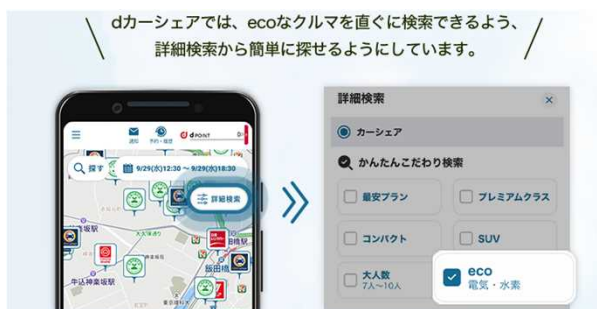 dカーシェアでは、ecoなクルマを直ぐに検索できるよう、
詳細検索から簡単に探せるようにしています。
通知
予約・履歴
d POINT
探す
9/29(水)12:30 ~ 9/29(水)18:30
詳細検索
飯田橋
牛込神楽坂駅
詳細検索
×
カーシェア
かんたんこだわり検索
最安プラン
プレミアムクラス
コンパクト
SUV
大人数
7人～10人
eco
電気・水素